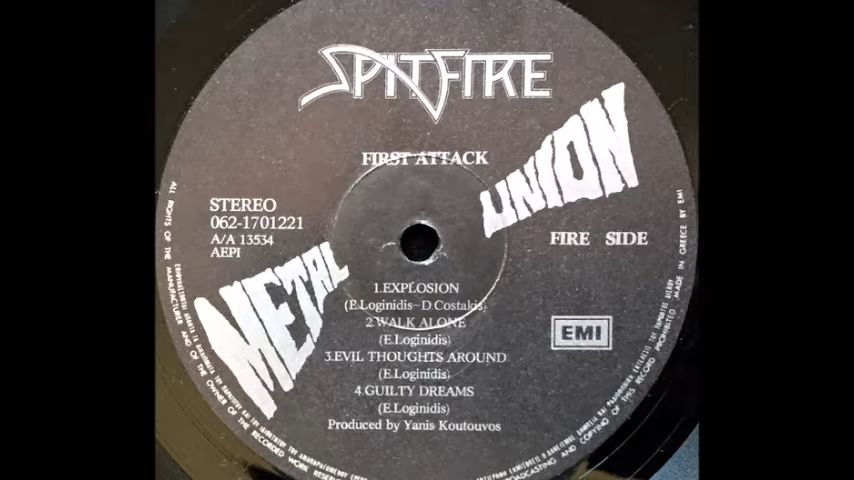 SPITFIRE
FIRST ATTACK
METAL
UNION
STEREO
062-1701221
A/A 13534
AEPI
FIRE SIDE
1.EXPLOSION
(E.Loginidis-D.Costakis)
2.WALK ALONE
(E.Loginidis)
3.EVIL THOUGHTS AROUND
(E.Loginidis)
4.GUILTY DREAMS
(E.Loginidis)
Produced by Yanis Koutouvos
EMI
ALL RIGHTS OF THE MANUFACTURER AND OF THE OWNER OF THE RECORDED WORK RESERVED
BROADCASTING AND COPYING OF THIS RECORD PROHIBITED MADE IN GREECE BY EMI